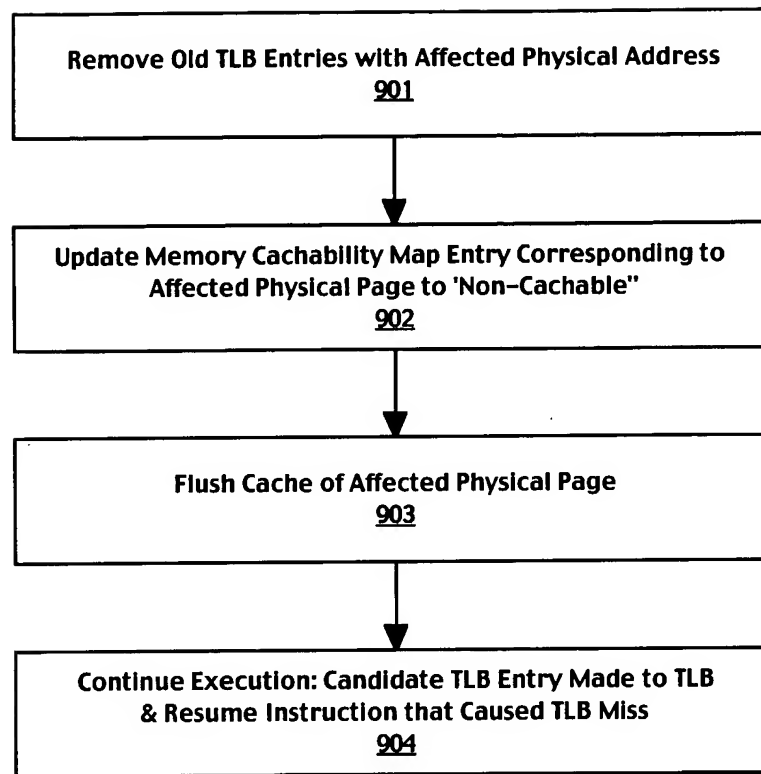 Remove Old TLB Entries with Affected Physical Address
901
Update Memory Cachability Map Entry Corresponding to
Affected Physical Page to 'Non-Cachable"
902
Flush Cache of Affected Physical Page
903
Continue Execution: Candidate TLB Entry Made to TLB
& Resume Instruction that Caused TLB Miss
904